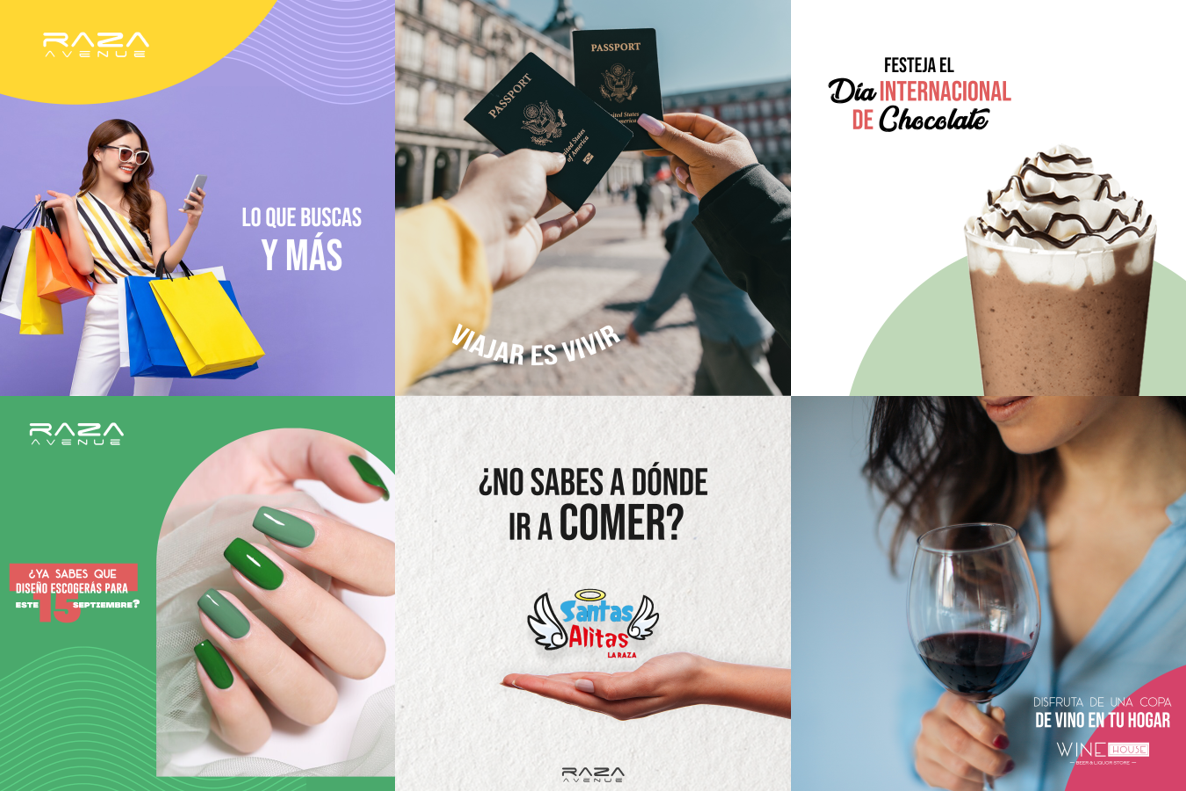 RAZA
AVENUE
LO QUE BUSCAS
Y MÁS
PASSPORT
United States
of America
PASSPORT
United States
of America
VIAJAR ES VIVIR
FESTEJA EL
Día INTERNACIONAL
DE Chocolate
RAZA
AVENUE
¿YA SABES QUE
DISEÑO ESCOGERÁS PARA
ESTE 15 SEPTIEMBRE?
¿NO SABES A DÓNDE
IR A COMER?
Santas
Alitas
LA RAZA
RAZA
AVENUE
DISFRUTA DE UNA COPA
DE VINO EN TU HOGAR
WINE HOUSE
BEER & LIQUOR STORE